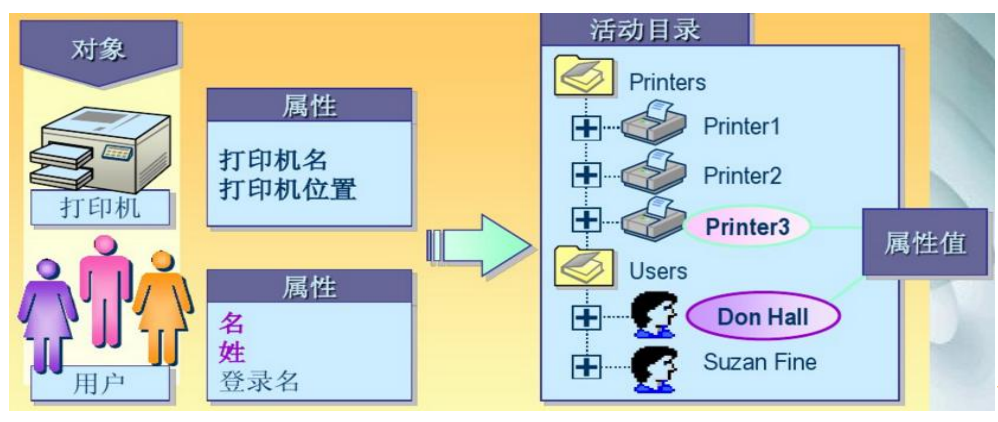 对象
打印机
用户
属性
打印机名
打印机位置
属性
名
姓
登录名
活动目录
Printers
Printer1
Printer2
Printer3
Users
Don Hall
Suzan Fine
属性值